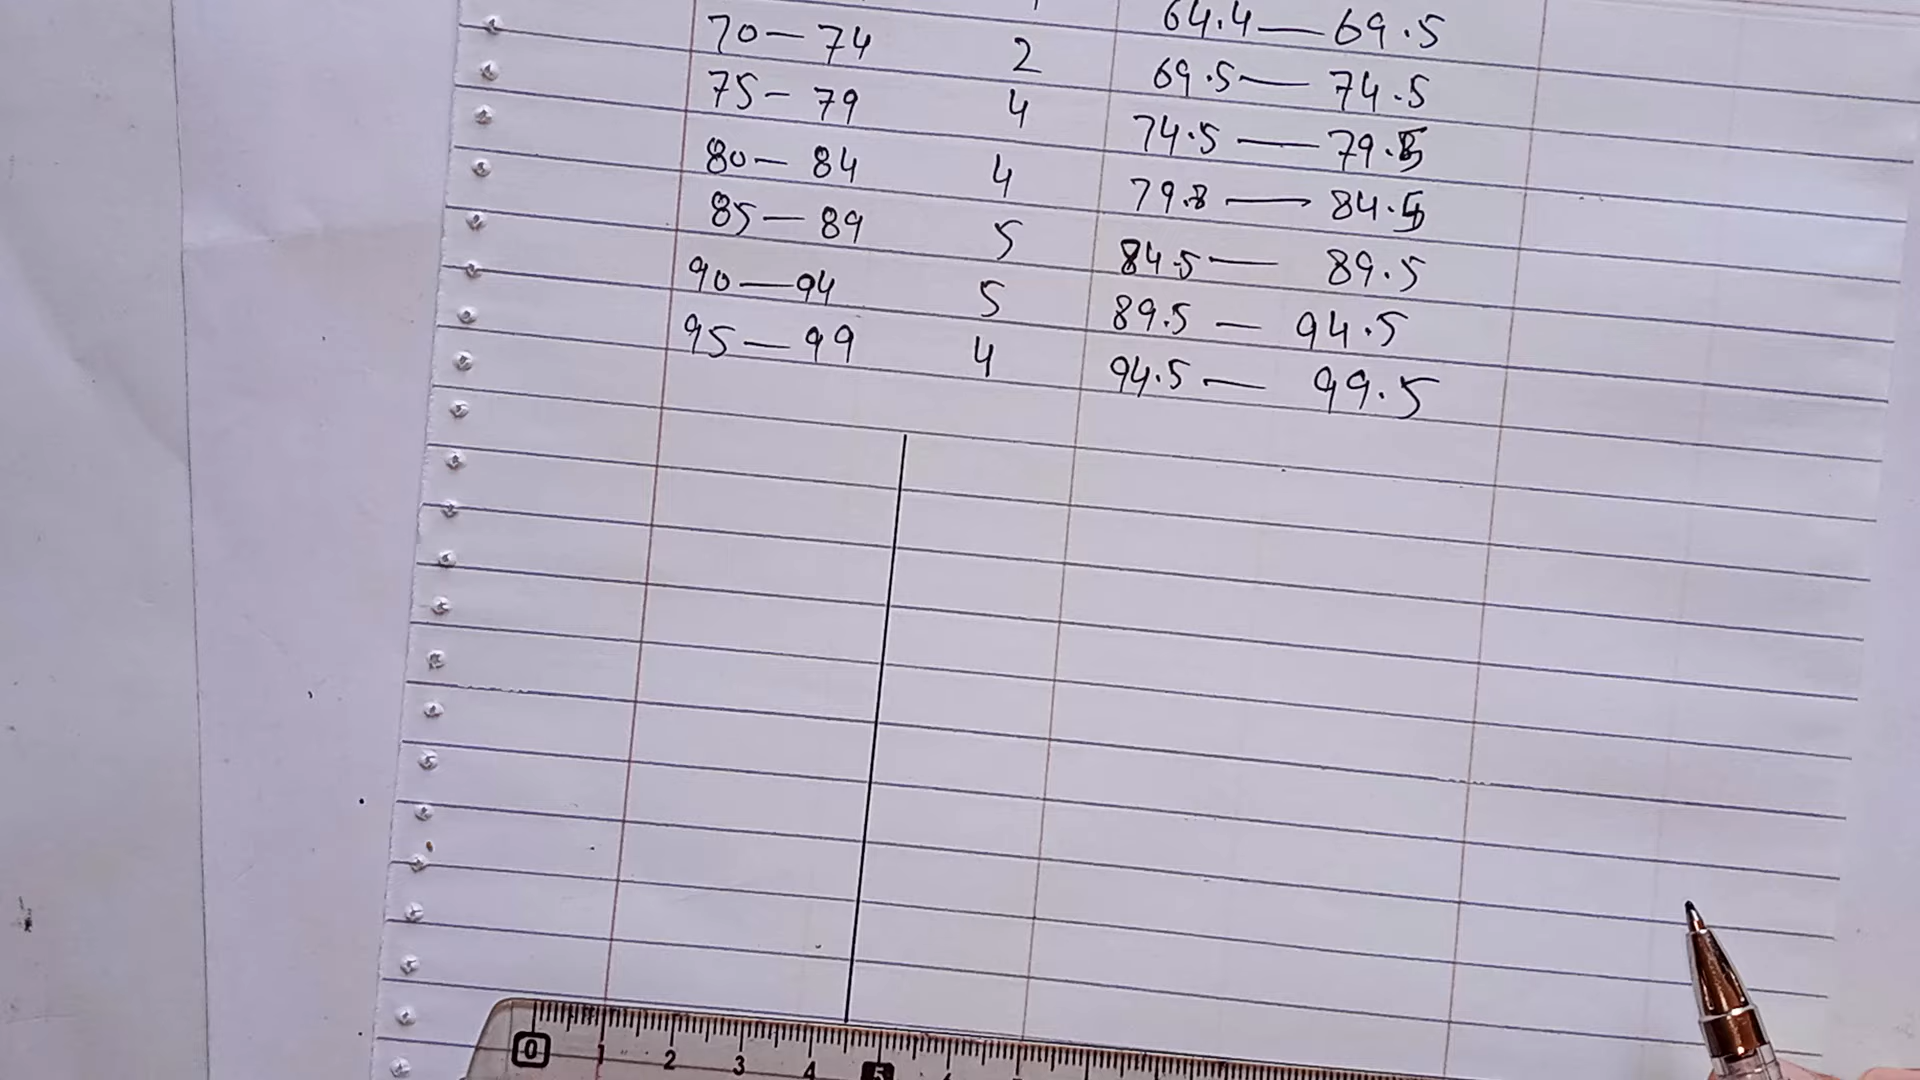 64.4 — 69.5
70 — 74 2 69.5 — 74.5
75 — 79 4 74.5 — 79.5
80 — 84 4 79.8 — 84.5
85 — 89 5 84.5 — 89.5
90 — 94 5 89.5 — 94.5
95 — 99 4 94.5 — 99.5
0 1 2 3 4 5